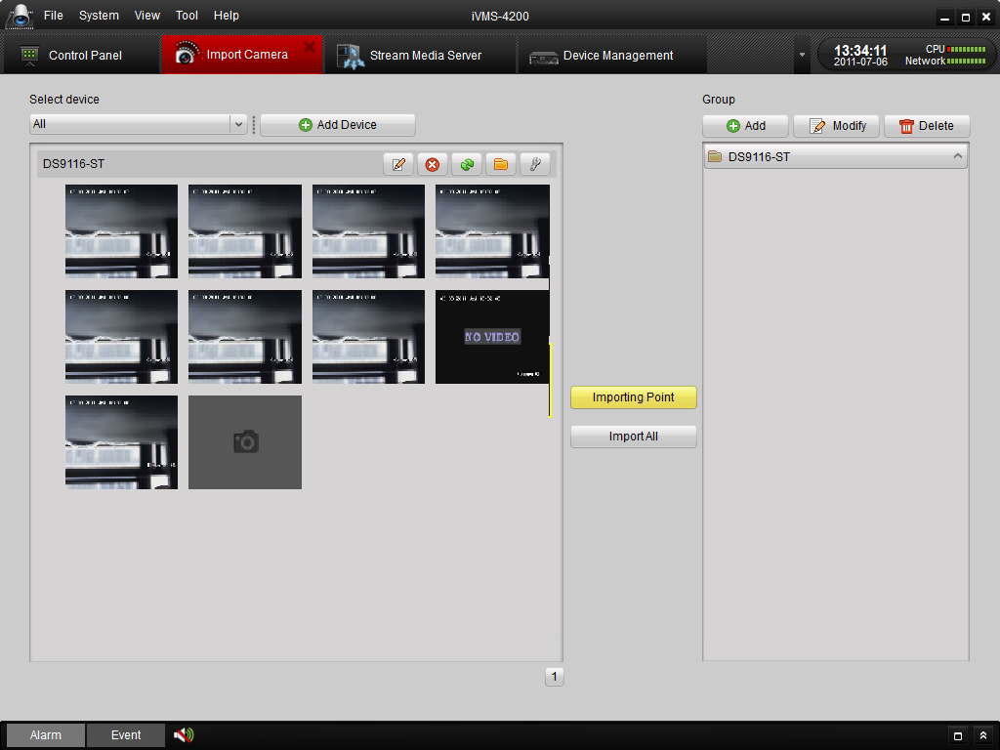 File System View Tool Help
iVMS-4200
Control Panel
Import Camera
Stream Media Server
Device Management
13:34:11
2011-07-06
CPU
Network
Select device
All
Add Device
Group
Add
Modify
Delete
DS9116-ST
DS9116-ST
NO VIDEO
Importing Point
Import All
1
Alarm
Event